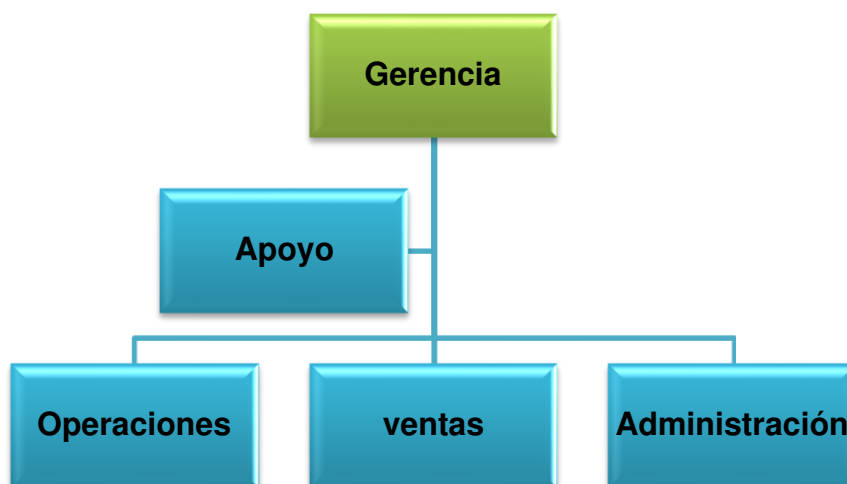 Gerencia
Apoyo
Operaciones
ventas
Administración